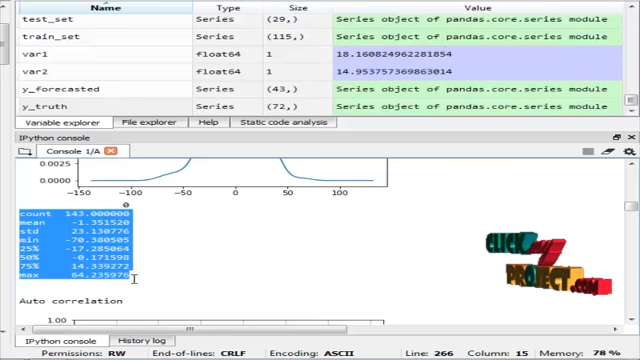 Name Type Size Value
test_set Series (29,) Series object of pandas.core.series module
train_set Series (115,) Series object of pandas.core.series module
var1 float64 1 18.160824962281854
var2 float64 1 14.953757369863014
y_forecasted Series (43,) Series object of pandas.core.series module
y_truth Series (72,) Series object of pandas.core.series module
Variable explorer File explorer Help Static code analysis
IPython console
Console 1/A
0.0025
0.0000
−150 −100 −50 0 50 100
0
count 143.000000
mean -1.351520
std 23.130776
min -70.380505
25% -17.285064
50% -0.171598
75% 14.339272
max 64.235976
CLICK
my
PROJECT.COM
Auto correlation
1.00
IPython console History log
Permissions: RW End-of-lines: CRLF Encoding: ASCII Line: 266 Column: 15 Memory: 78 %